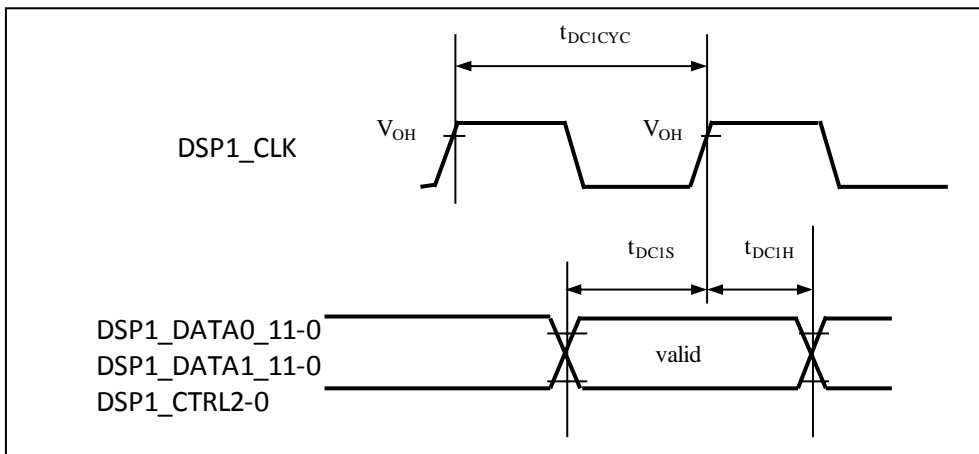 tDC1CYC
VOH VOH
DSP1_CLK
tDC1S tDC1H
DSP1_DATA0_11-0
DSP1_DATA1_11-0
valid
DSP1_CTRL2-0